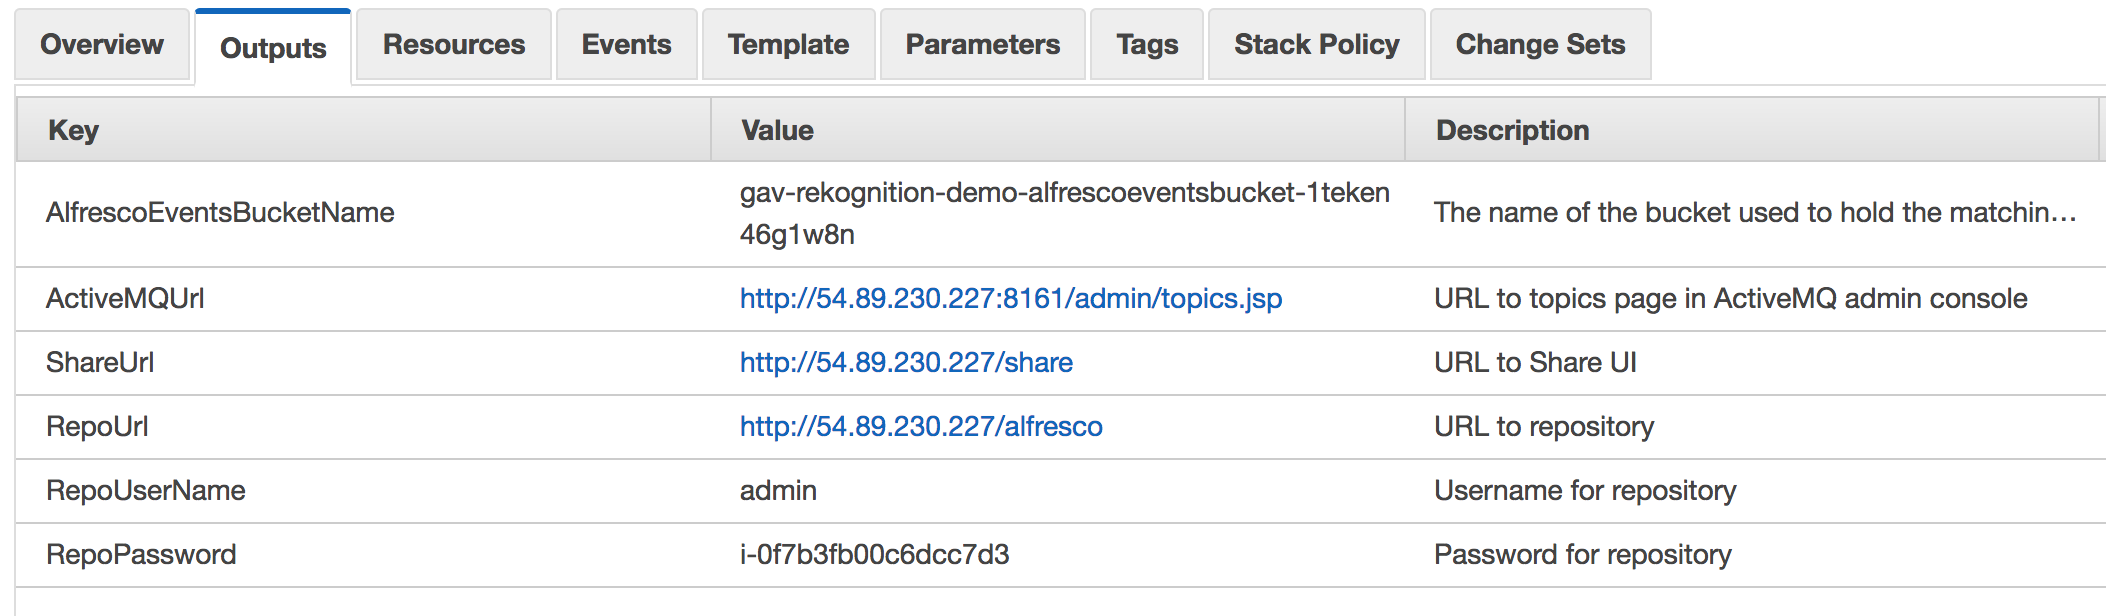 Overview Outputs Resources Events Template Parameters Tags Stack Policy Change Sets
Key Value Description
AlfrescoEventsBucketName gav-rekognition-demo-alfrescoeventsbucket-1teken
46g1w8n The name of the bucket used to hold the matchin...
ActiveMQUrl http://54.89.230.227:8161/admin/topics.jsp URL to topics page in ActiveMQ admin console
ShareUrl http://54.89.230.227/share URL to Share UI
RepoUrl http://54.89.230.227/alfresco URL to repository
RepoUserName admin Username for repository
RepoPassword i-0f7b3fb00c6dcc7d3 Password for repository